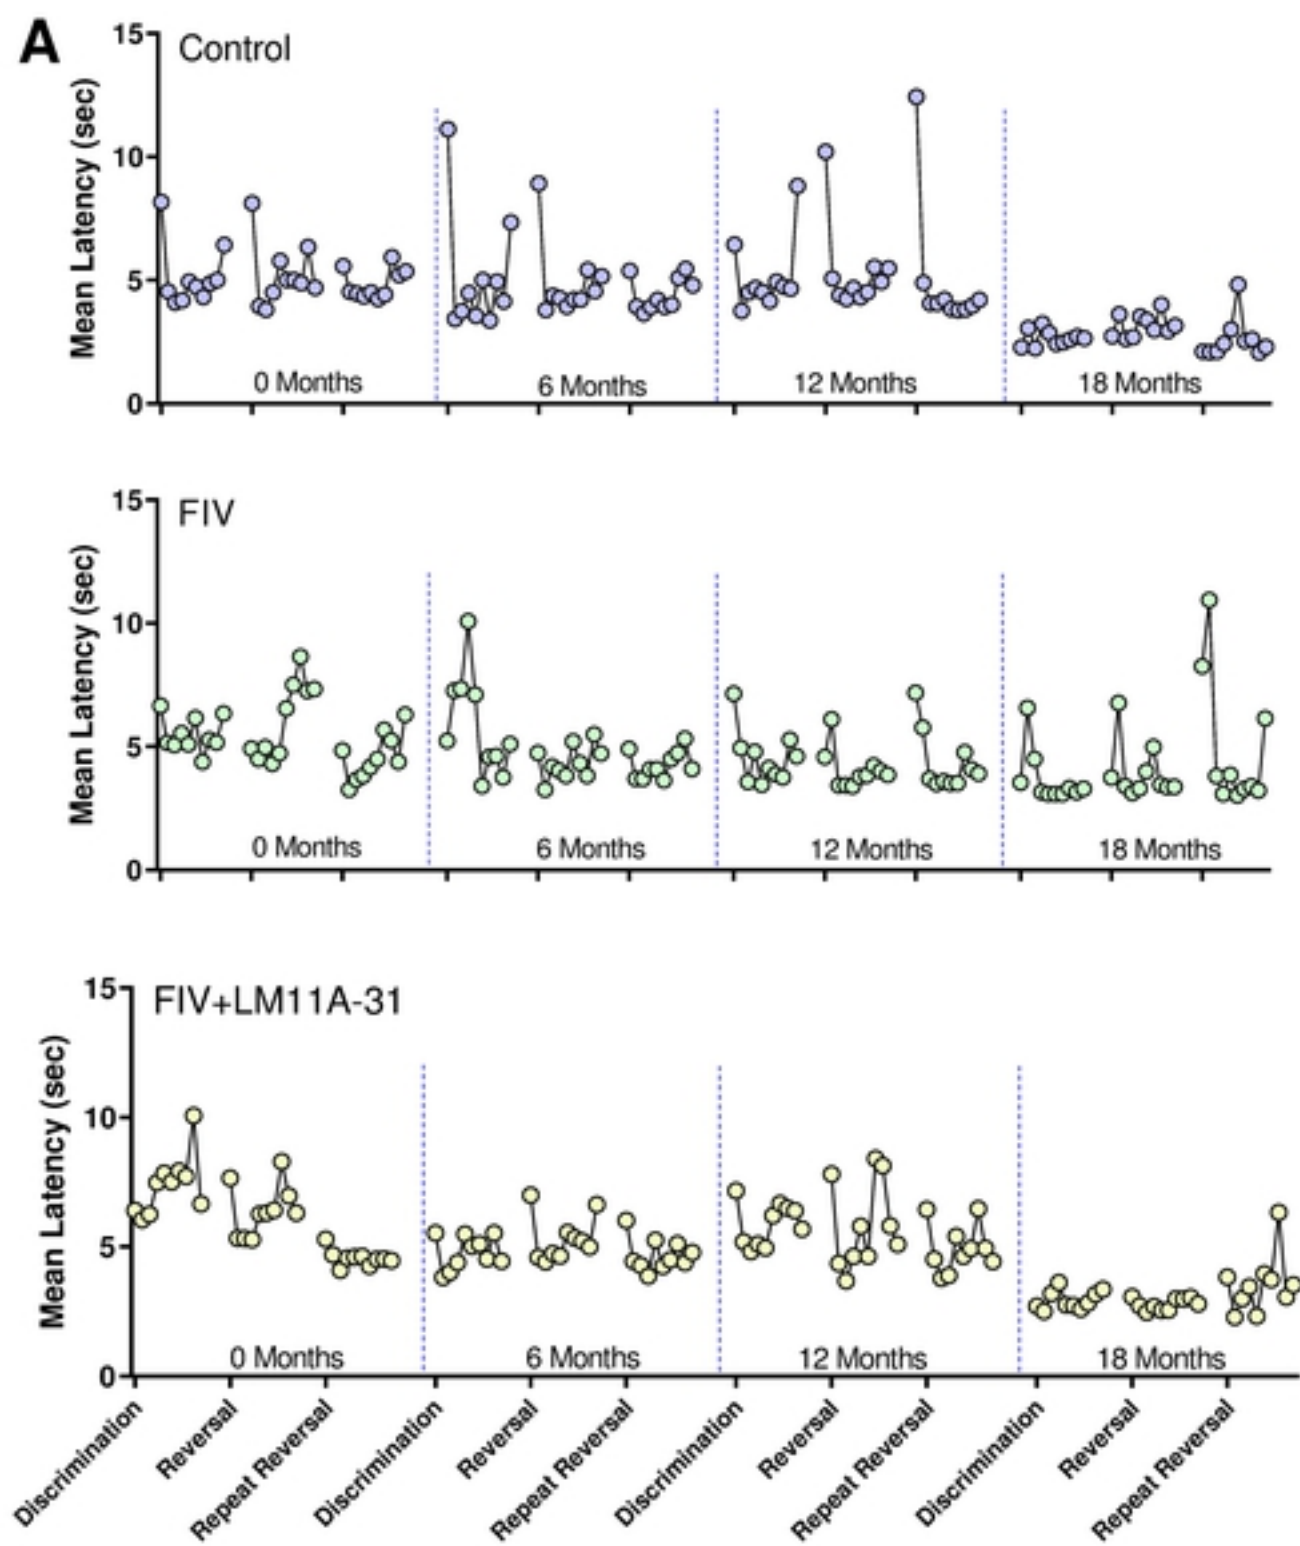 A
Control
Mean Latency (sec)
15
10
5
0
0 Months
6 Months
12 Months
18 Months
FIV
Mean Latency (sec)
15
10
5
0
0 Months
6 Months
12 Months
18 Months
FIV+LM11A-31
Mean Latency (sec)
15
10
5
0
0 Months
6 Months
12 Months
18 Months
Discrimination
Reversal
Repeat Reversal
Discrimination
Reversal
Repeat Reversal
Discrimination
Reversal
Repeat Reversal
Discrimination
Reversal
Repeat Reversal